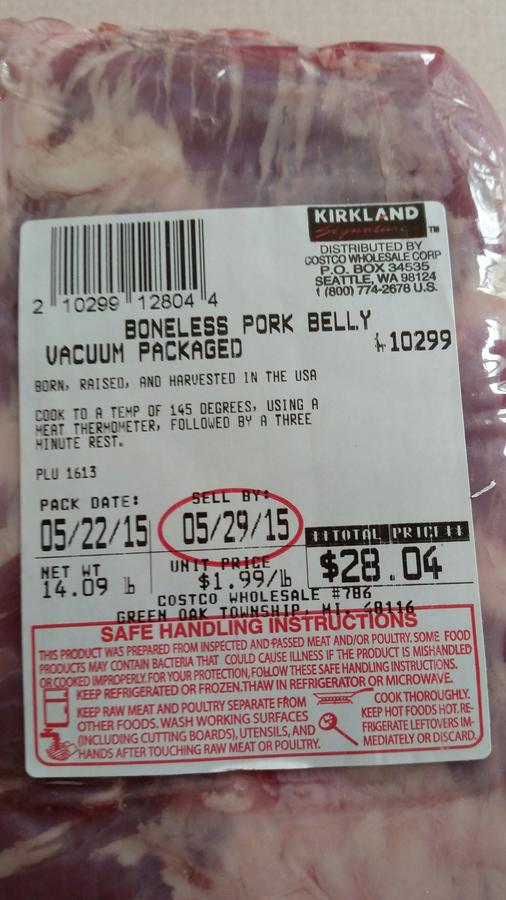 KIRKLAND
Signature™
DISTRIBUTED BY
COSTCO WHOLESALE CORP
P.O. BOX 34535
SEATTLE, WA 98124
1 (800) 774-2678 U.S.
2 10299 12804 4
BONELESS PORK BELLY
VACUUM PACKAGED
10299
BORN, RAISED, AND HARVESTED IN THE USA
COOK TO A TEMP OF 145 DEGREES, USING A
MEAT THERMOMETER, FOLLOWED BY A THREE
MINUTE REST.
PLU 1613
PACK DATE: SELL BY:
05/22/15 05/29/15
TOTAL PRICE
NET WT UNIT PRICE $28.04
14.09 lb $1.99/lb
COSTCO WHOLESALE #786
GREEN OAK TOWNSHIP, MI. 48116
SAFE HANDLING INSTRUCTIONS
THIS PRODUCT WAS PREPARED FROM INSPECTED AND PASSED MEAT AND/OR POULTRY. SOME FOOD
PRODUCTS MAY CONTAIN BACTERIA THAT COULD CAUSE ILLNESS IF THE PRODUCT IS MISHANDLED
OR COOKED IMPROPERLY. FOR YOUR PROTECTION, FOLLOW THESE SAFE HANDLING INSTRUCTIONS.
KEEP REFRIGERATED OR FROZEN. THAW IN REFRIGERATOR OR MICROWAVE.
KEEP RAW MEAT AND POULTRY SEPARATE FROM
OTHER FOODS. WASH WORKING SURFACES
(INCLUDING CUTTING BOARDS), UTENSILS, AND
HANDS AFTER TOUCHING RAW MEAT OR POULTRY.
COOK THOROUGHLY.
KEEP HOT FOODS HOT. RE-
FRIGERATE LEFTOVERS IM-
MEDIATELY OR DISCARD.